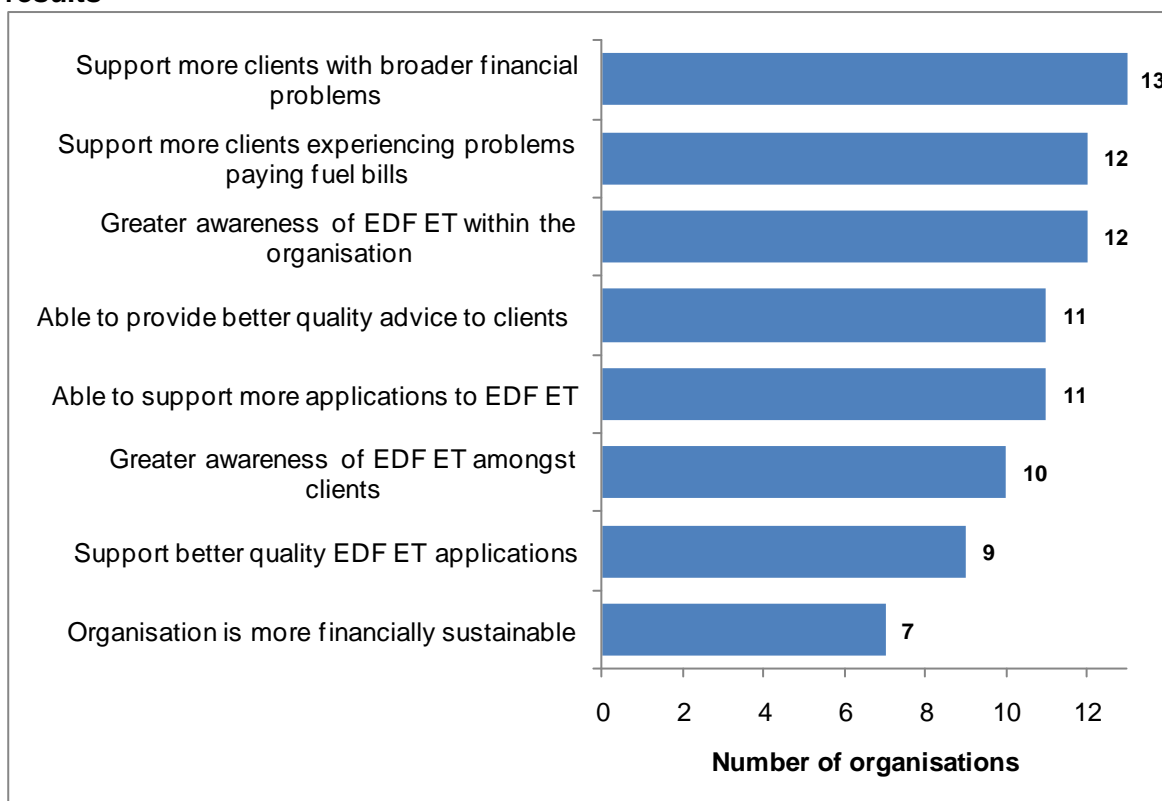 results
Support more clients with broader financial
problems
13
Support more clients experiencing problems
paying fuel bills
12
Greater awareness of EDF ET within the
organisation
12
Able to provide better quality advice to clients
11
Able to support more applications to EDF ET
11
Greater awareness of EDF ET amongst
clients
10
Support better quality EDF ET applications
9
Organisation is more financially sustainable
7
0 2 4 6 8 10 12
Number of organisations